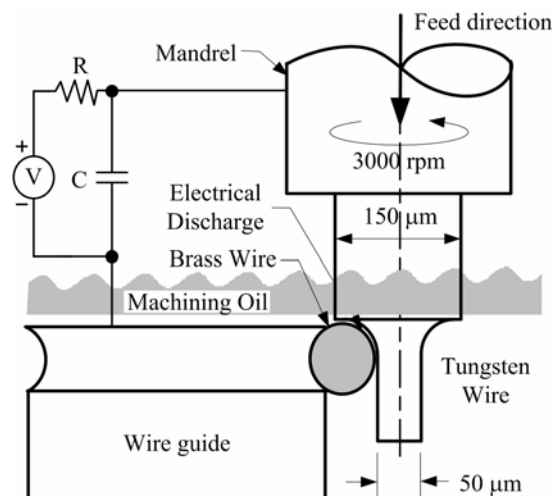 Feed direction
Mandrel
R
3000 rpm
+
V
−
C
Electrical
Discharge
150 µm
Brass Wire
Machining Oil
Tungsten
Wire
Wire guide
50 µm